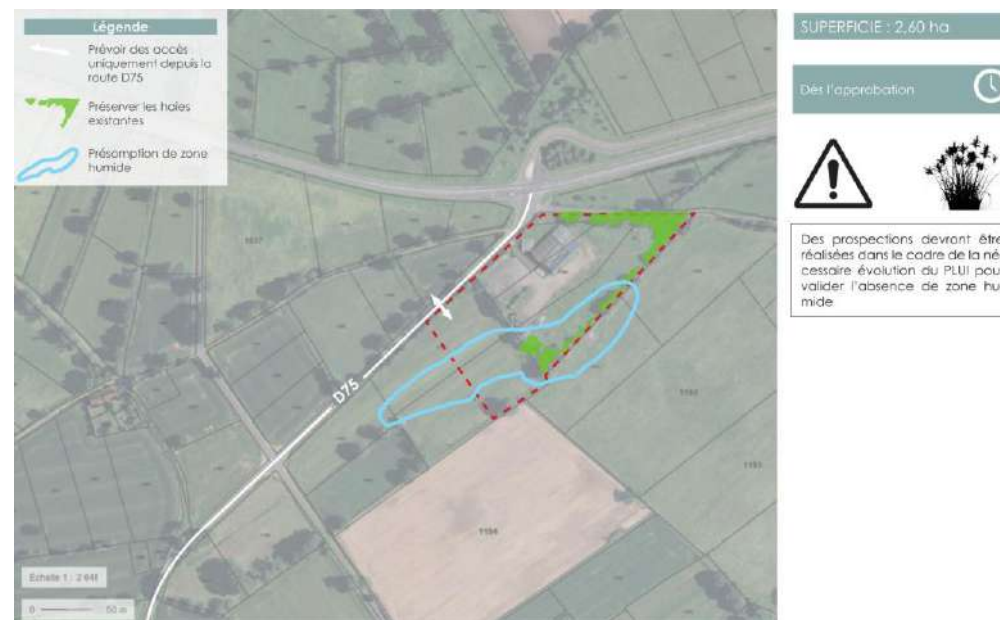 Légende
Prévoir des accès
uniquement depuis la
route D75
Préserver les haies
existantes
Présomption de zone
humide
SUPERFICIE : 2,60 ha
Dès l'approbation
Des prospections devront être
réalisées dans le cadre de la né
cessaire évolution du PLUI pou
valider l'absence de zone hu
mide
D75
1193
1194
Echelle 1 :
0 50 m